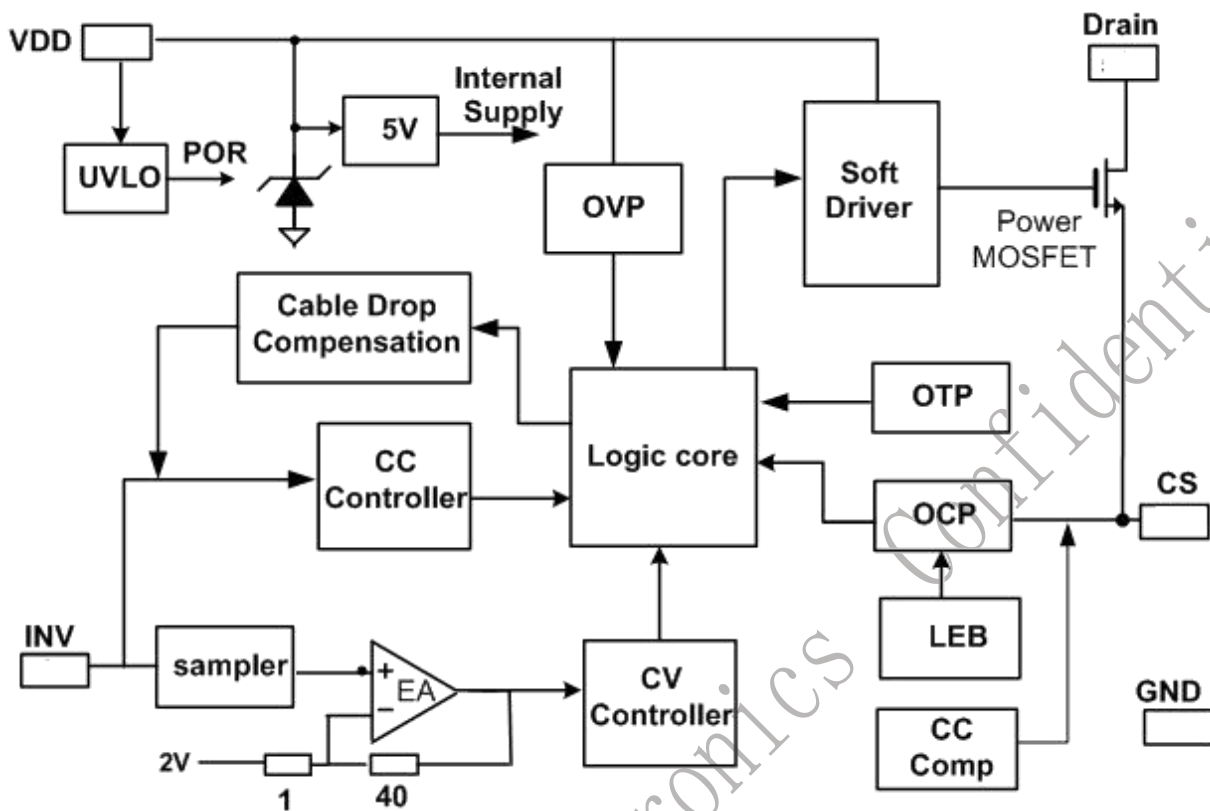 VDD
Drain
Internal
Supply
5V
UVLO
POR
OVP
Soft
Driver
Power
MOSFET
Cable Drop
Compensation
Logic core
OTP
CC
Controller
OCP
CS
LEB
INV
sampler
+
EA
−
CV
Controller
GND
CC
Comp
2V
1
40